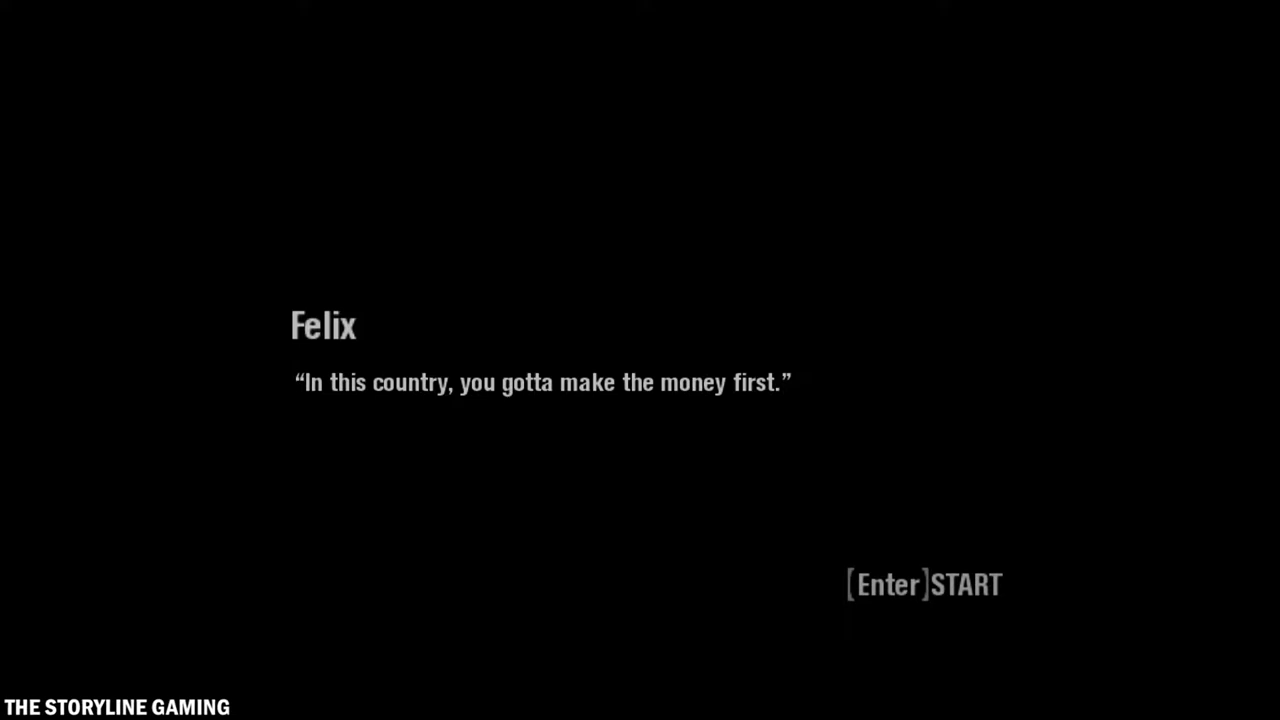 Felix
“In this country, you gotta make the money first.”
[Enter]START
THE STORYLINE GAMING